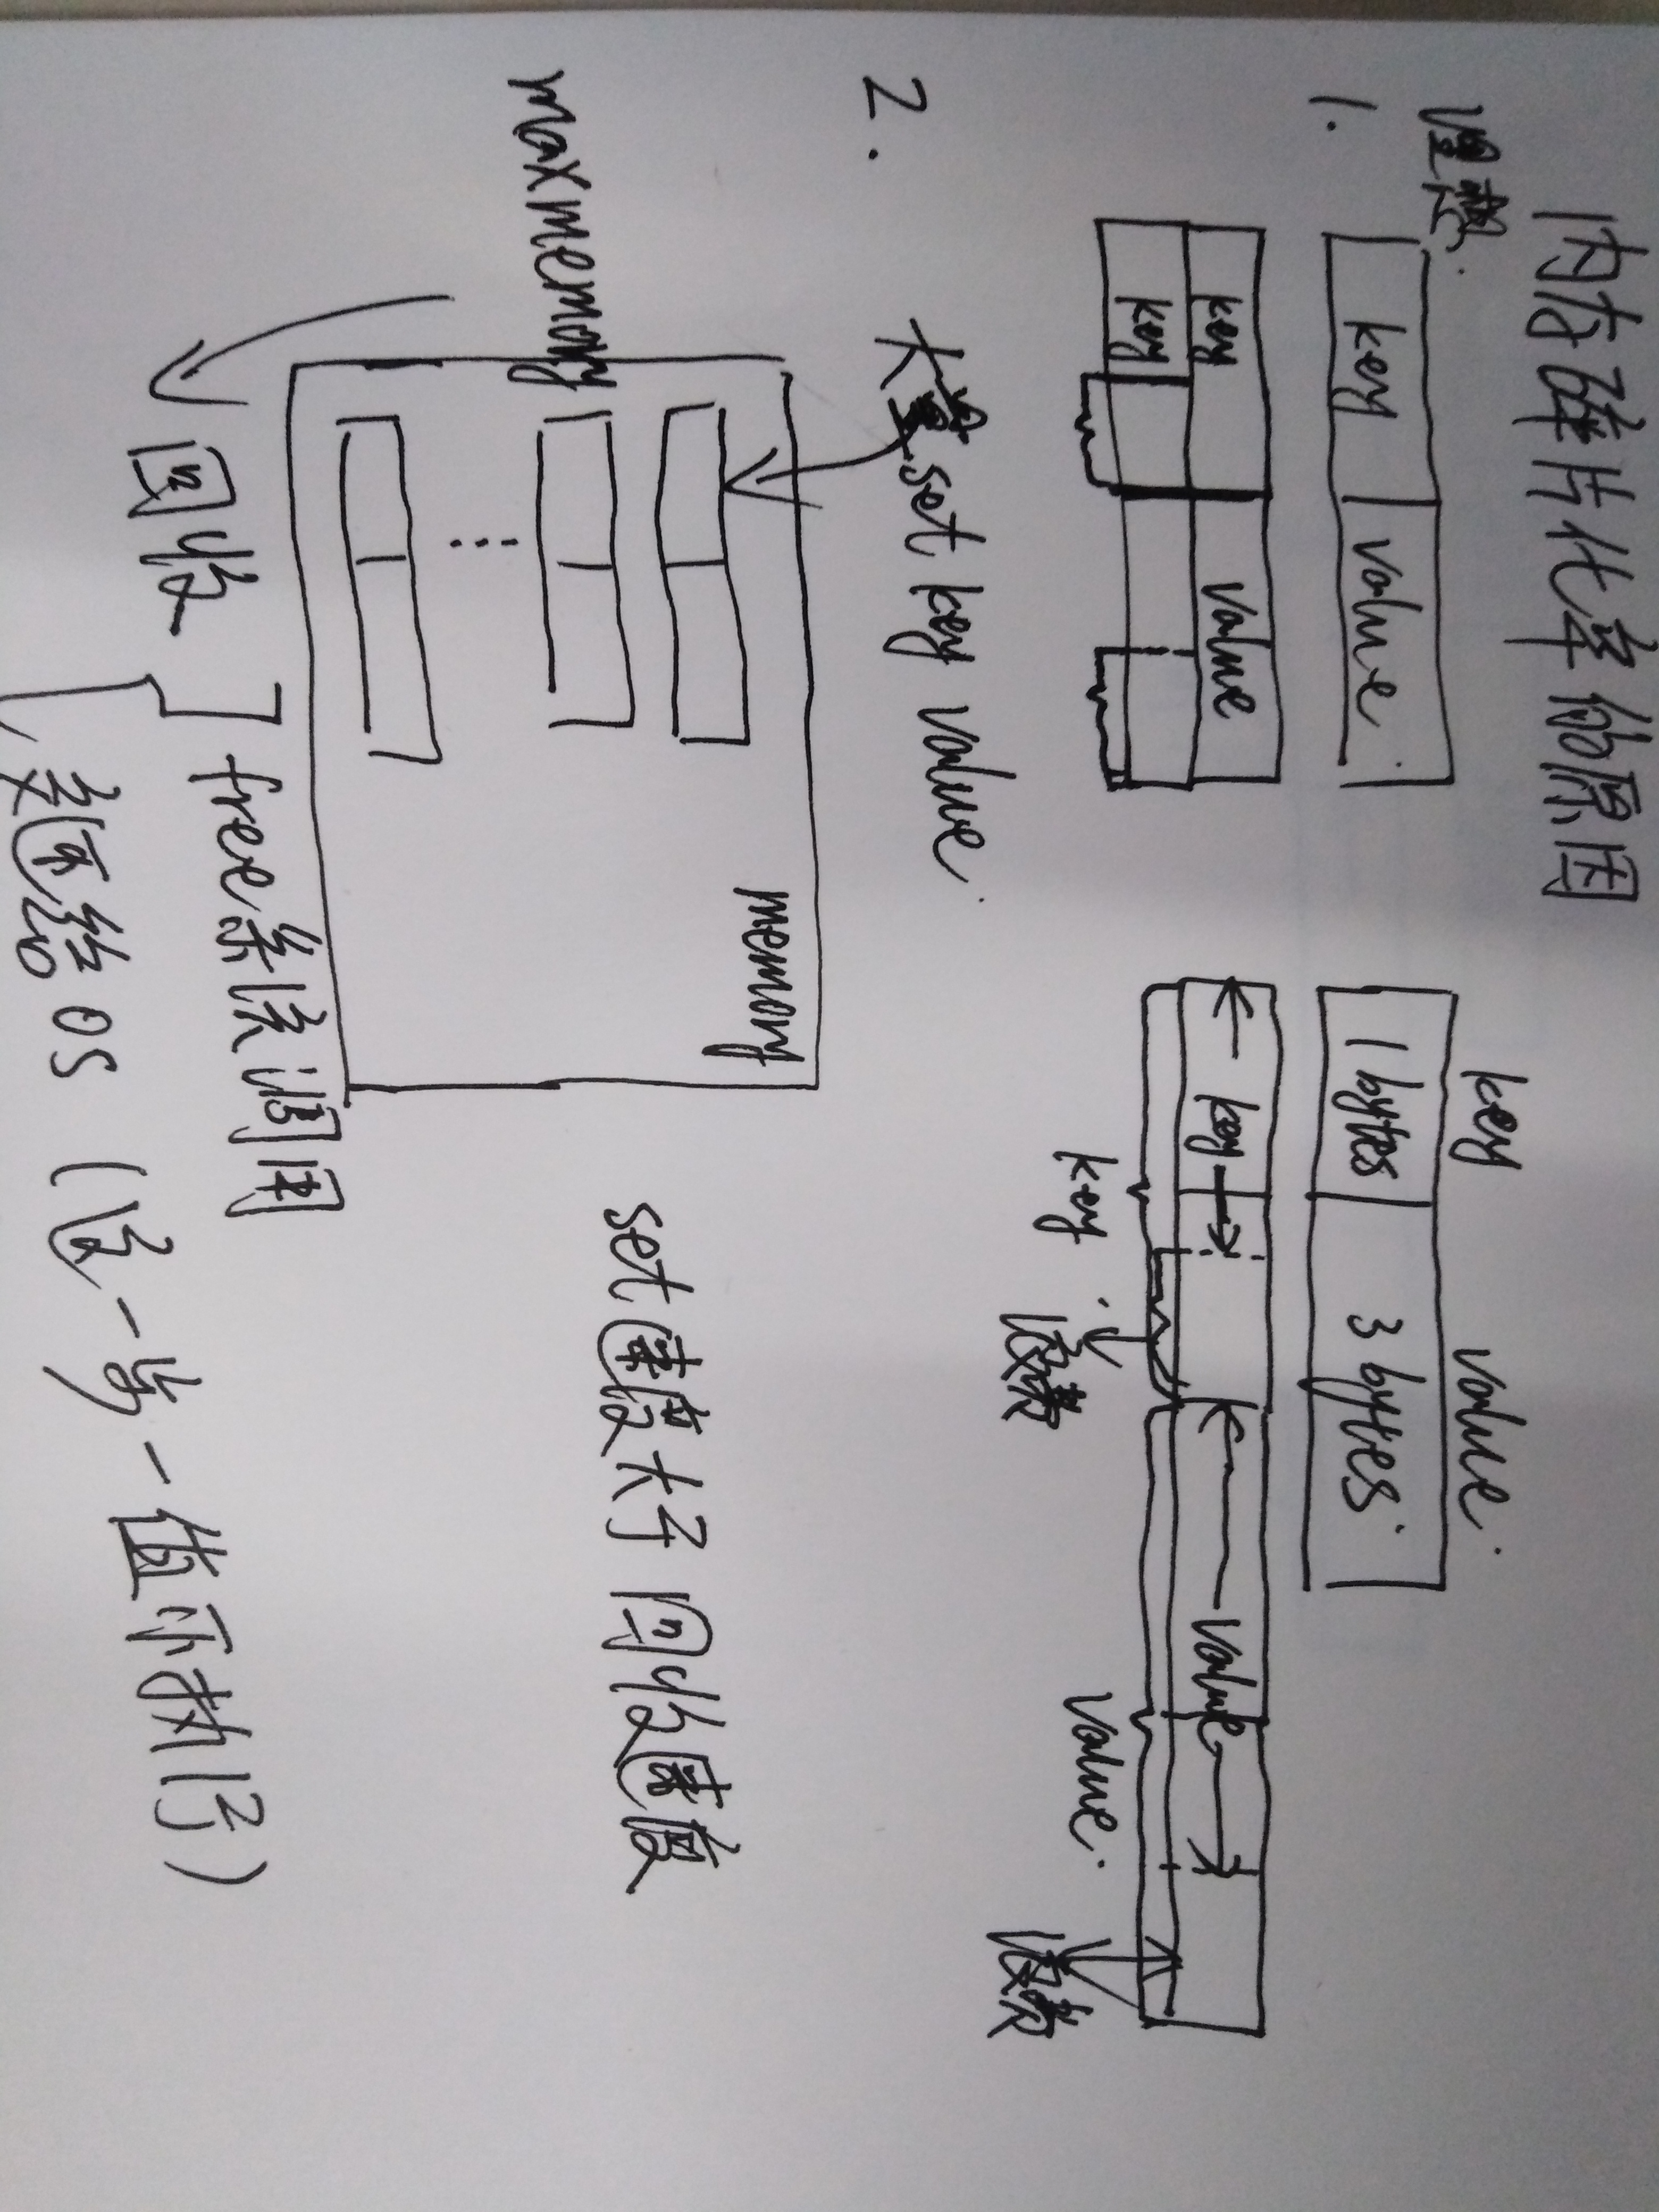 内存碎片化率的原因
理想.
key value.
1.
key value.
1 bytes 3 bytes.
key value
key value
key
key value.
浪费 浪费
2. 大量set key value.
memory
set速度大于回收速度
maxmemory
回收
free系统调用
交还给OS (这一步一值不执行)